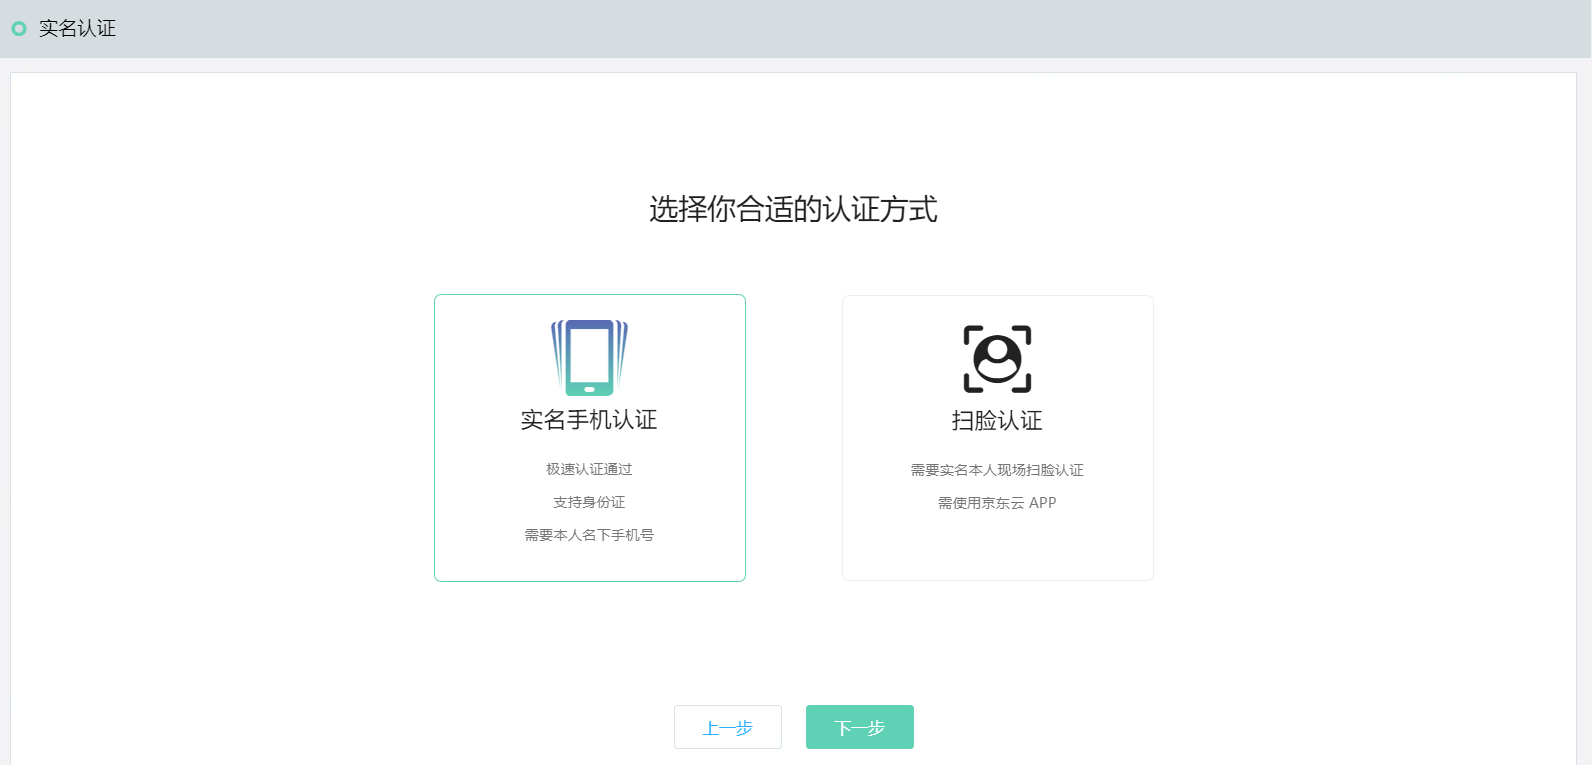 实名认证
选择你合适的认证方式
实名手机认证
极速认证通过
支持身份证
需要本人名下手机号
扫脸认证
需要实名本人现场扫脸认证
需使用京东云 APP
上一步
下一步